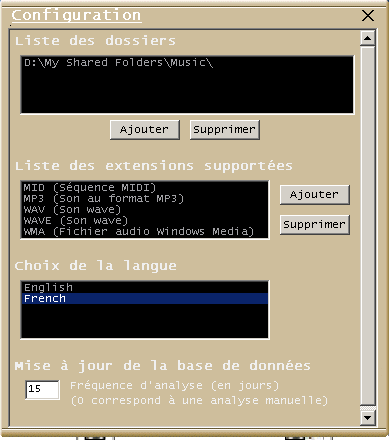 Configuration
Liste des dossiers
D:\My Shared Folders\Music\
Ajouter Supprimer
Liste des extensions supportées
MID (Séquence MIDI)
MP3 (Son au format MP3)
WAV (Son wave)
WAVE (Son wave)
WMA (Fichier audio Windows Media)
Ajouter
Supprimer
Choix de la langue
English
French
Mise à jour de la base de données
15 Fréquence d'analyse (en jours)
(0 correspond à une analyse manuelle)